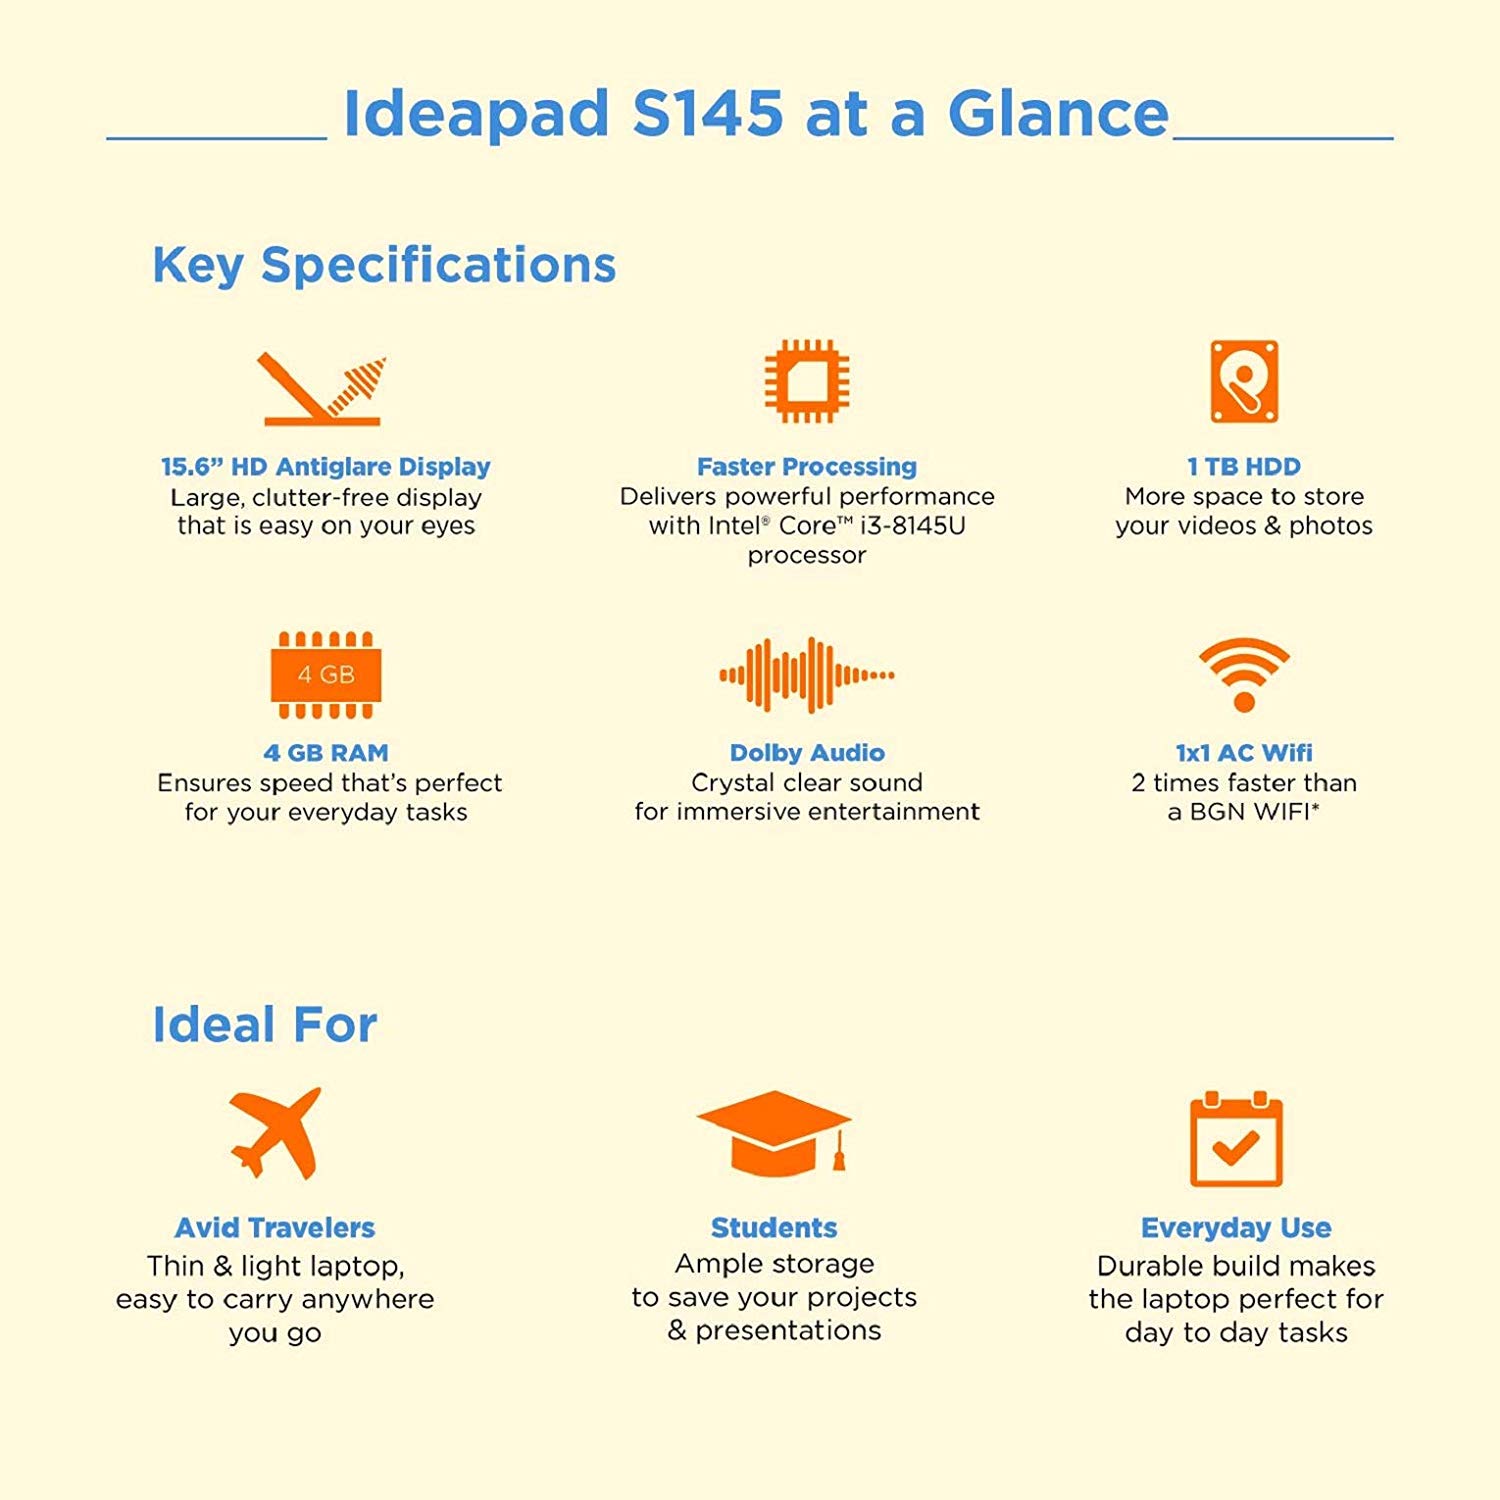 Ideapad S145 at a Glance
Key Specifications
15.6” HD Antiglare Display
Large, clutter-free display
that is easy on your eyes
Faster Processing
Delivers powerful performance
with Intel® Core™ i3-8145U
processor
1 TB HDD
More space to store
your videos & photos
4 GB
4 GB RAM
Ensures speed that’s perfect
for your everyday tasks
Dolby Audio
Crystal clear sound
for immersive entertainment
1x1 AC Wifi
2 times faster than
a BGN WIFI*
Ideal For
Avid Travelers
Thin & light laptop,
easy to carry anywhere
you go
Students
Ample storage
to save your projects
& presentations
Everyday Use
Durable build makes
the laptop perfect for
day to day tasks